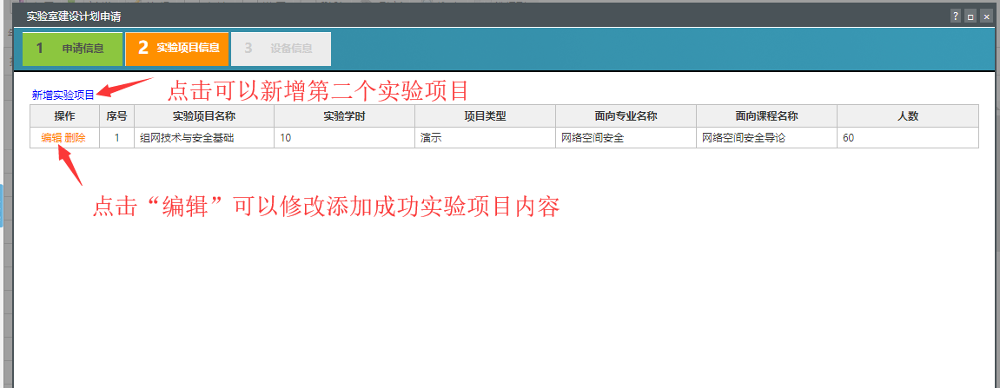 实验室建设计划申请
1 申请信息 2 实验项目信息 3 设备信息
新增实验项目 点击可以新增第二个实验项目
操作 序号 实验项目名称 实验学时 项目类型 面向专业名称 面向课程名称 人数
编辑 删除 1 组网技术与安全基础 10 演示 网络空间安全 网络空间安全导论 60
点击“编辑”可以修改添加成功实验项目内容